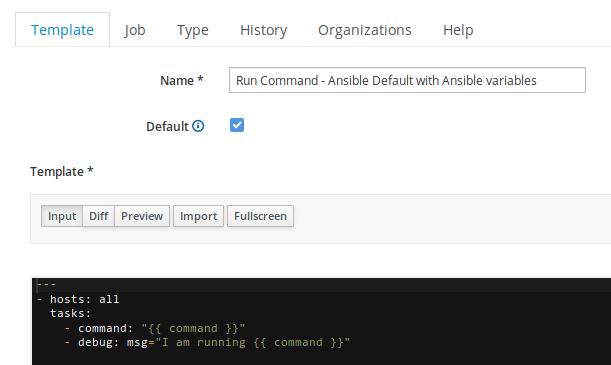 Template Job Type History Organizations Help
Name * Run Command - Ansible Default with Ansible variables
Default
Template *
Input Diff Preview Import Fullscreen
---
- hosts: all
  tasks:
    - command: "{{ command }}"
    - debug: msg="I am running {{ command }}"